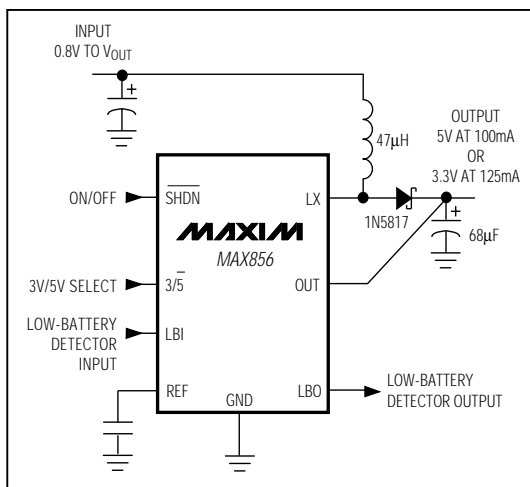 INPUT
0.8V TO VOUT
+
47µH
OUTPUT
5V AT 100mA
OR
3.3V AT 125mA
ON/OFF
SHDN
LX
1N5817
+
68µF
MAXIM
MAX856
3V/5V SELECT
3/5
OUT
LOW-BATTERY
DETECTOR
INPUT
LBI
REF
GND
LBO
LOW-BATTERY
DETECTOR OUTPUT